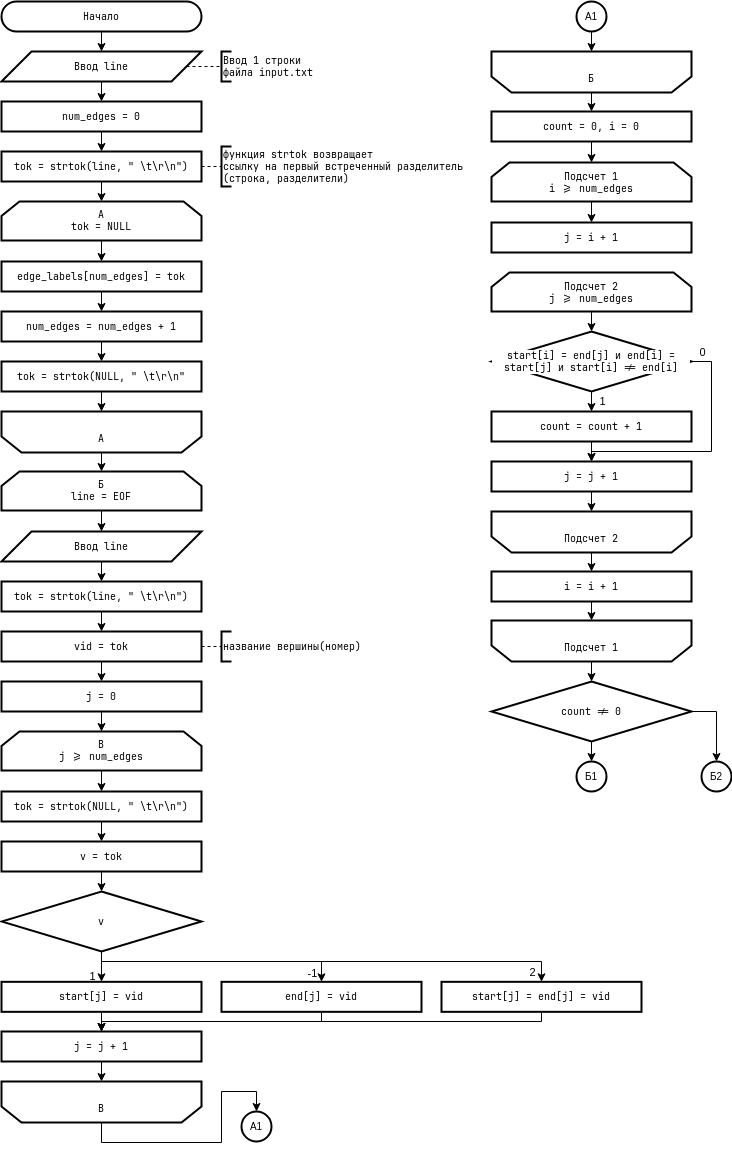 Начало
Ввод line
Ввод 1 строки
файла input.txt
num_edges = 0
tok = strtok(line, " \t\r\n")
функция strtok возвращает
ссылку на первый встреченный разделитель
(строка, разделители)
А
tok = NULL
edge_labels[num_edges] = tok
num_edges = num_edges + 1
tok = strtok(NULL, " \t\r\n"
А
Б
line = EOF
Ввод line
tok = strtok(line, " \t\r\n")
vid = tok
название вершины(номер)
j = 0
В
j ⩾ num_edges
tok = strtok(NULL, " \t\r\n")
v = tok
v
1
-1
2
start[j] = vid
end[j] = vid
start[j] = end[j] = vid
j = j + 1
В
А1
А1
Б
count = 0, i = 0
Подсчет 1
i ⩾ num_edges
j = i + 1
Подсчет 2
j ⩾ num_edges
start[i] = end[j] и end[i] =
start[j] и start[i] ≠ end[i]
0
1
count = count + 1
j = j + 1
Подсчет 2
i = i + 1
Подсчет 1
count ≠ 0
Б1
Б2